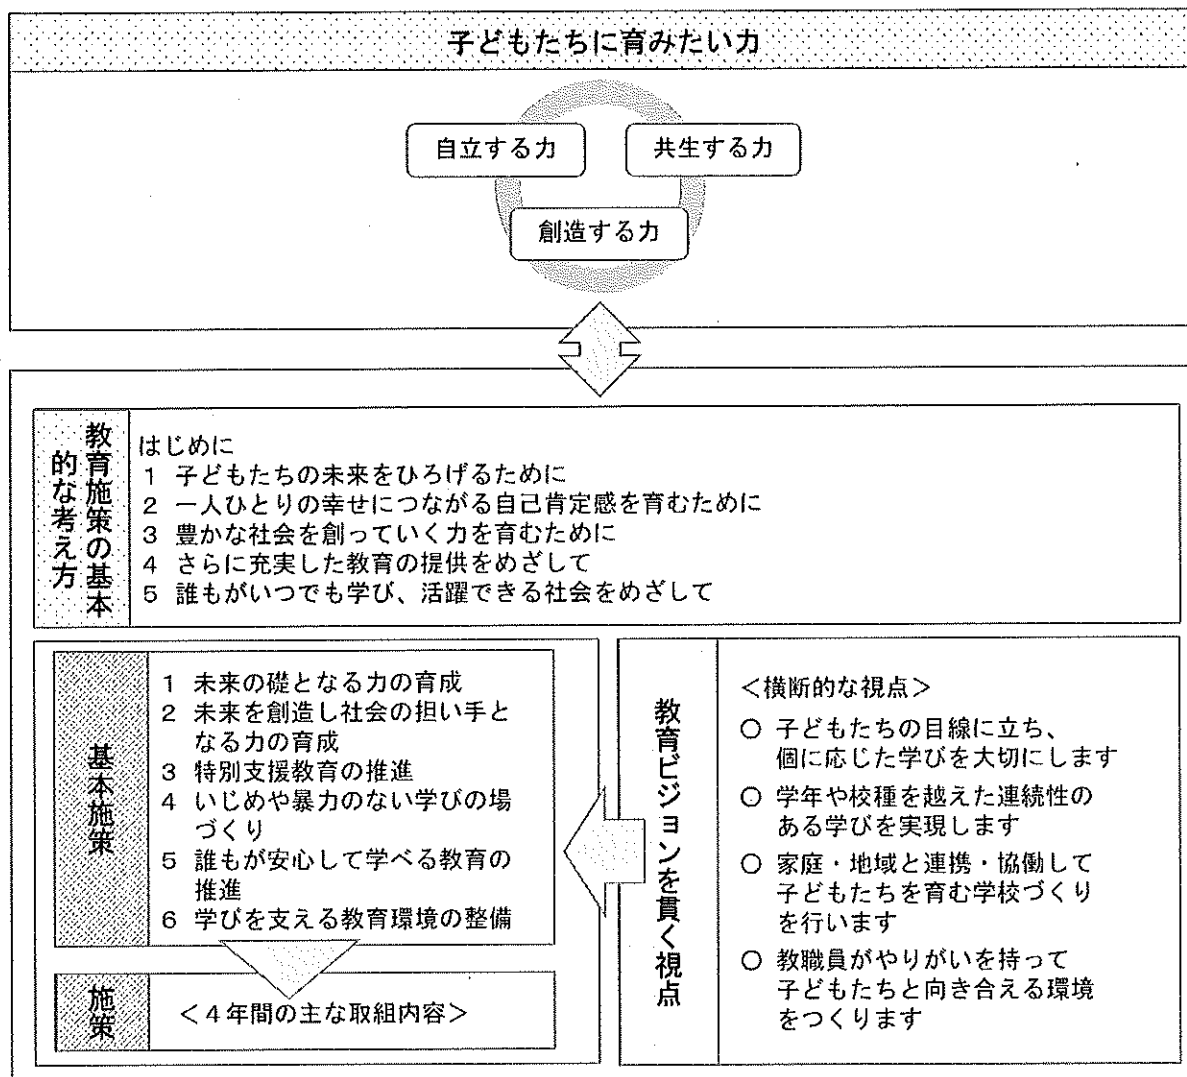 子どもたちに育みたい力
自立する力
共生する力
創造する力
教育施策の基本
的な考え方
はじめに
1 子どもたちの未来をひろげるために
2 一人ひとりの幸せにつながる自己肯定感を育むために
3 豊かな社会を創っていく力を育むために
4 さらに充実した教育の提供をめざして
5 誰もがいつでも学び、活躍できる社会をめざして
基本施策
1 未来の礎となる力の育成
2 未来を創造し社会の担い手と
なる力の育成
3 特別支援教育の推進
4 いじめや暴力のない学びの場
づくり
5 誰もが安心して学べる教育の
推進
6 学びを支える教育環境の整備
施策
＜4年間の主な取組内容＞
教育ビジョンを貫く視点
＜横断的な視点＞
○ 子どもたちの目線に立ち、
個に応じた学びを大切にします
○ 学年や校種を越えた連続性の
ある学びを実現します
○ 家庭・地域と連携・協働して
子どもたちを育む学校づくり
を行います
○ 教職員がやりがいを持って
子どもたちと向き合える環境
をつくります